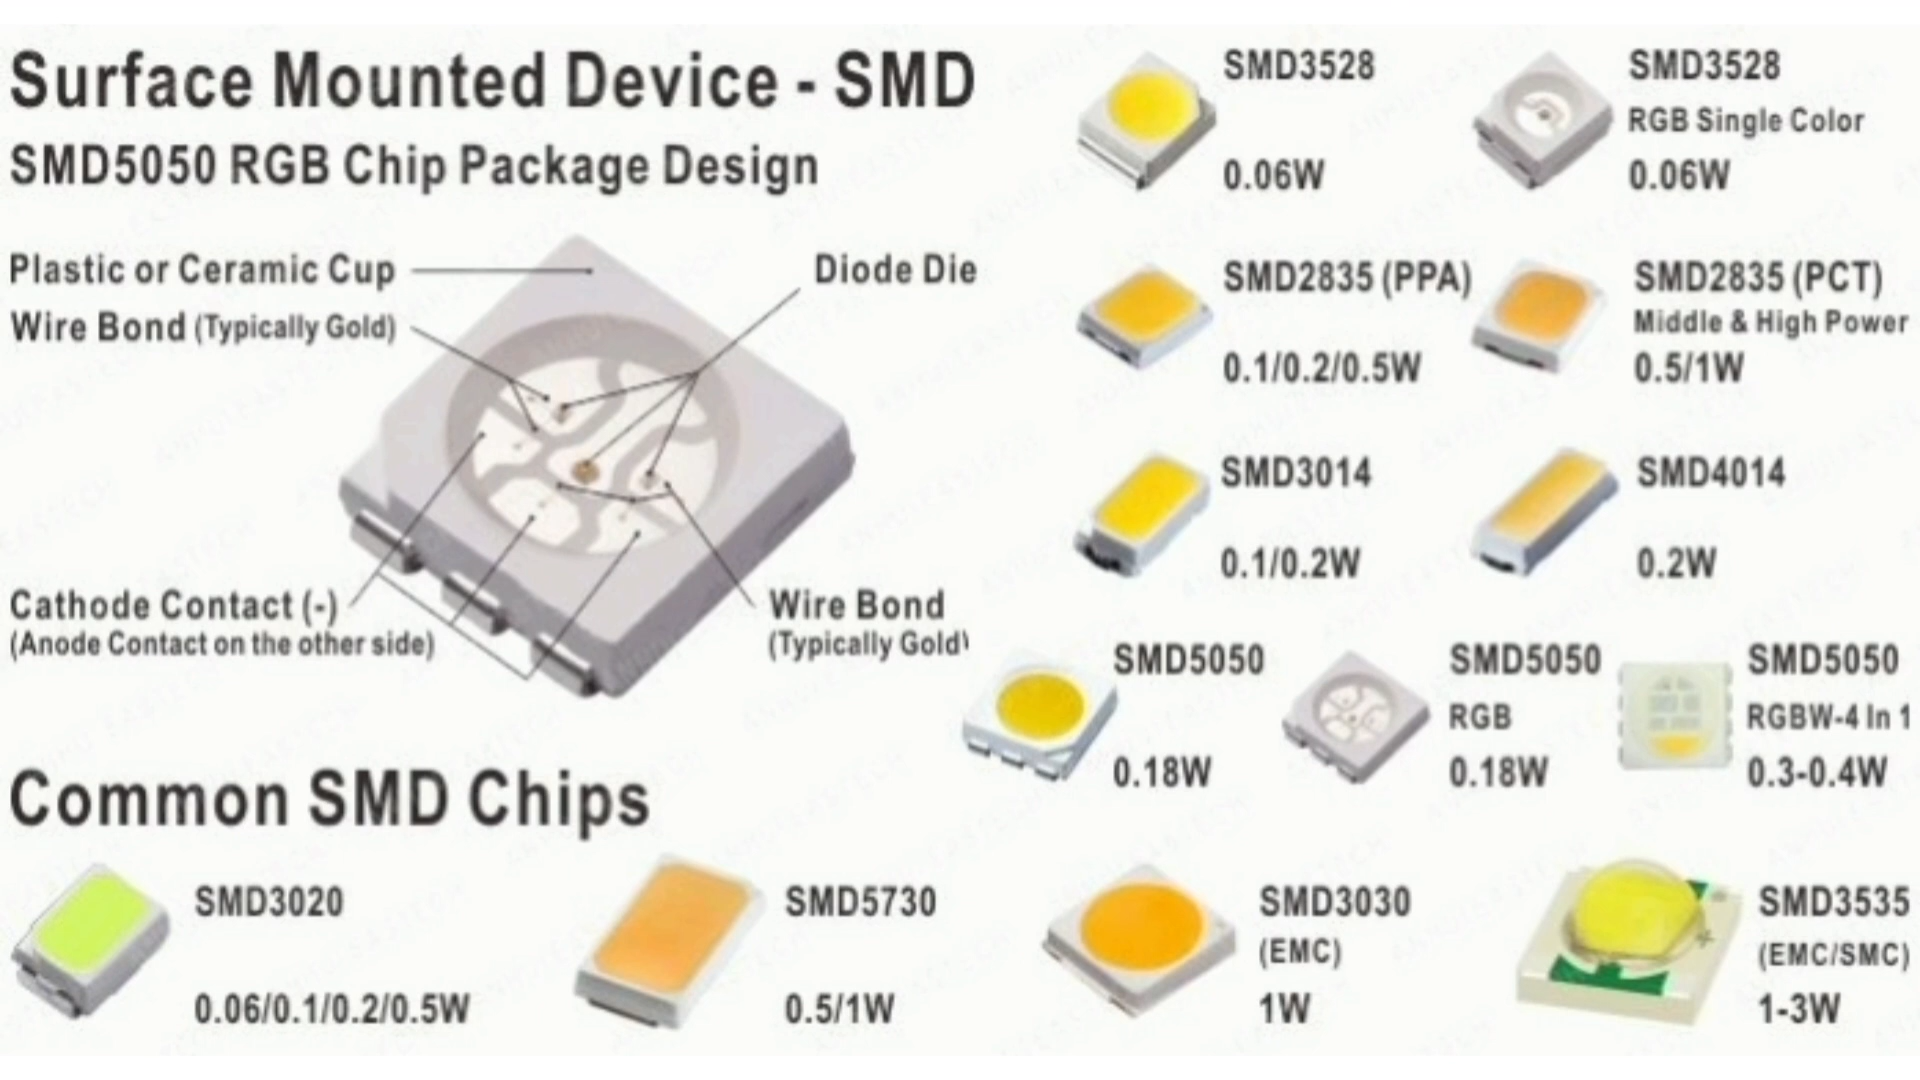 Surface Mounted Device - SMD
SMD5050 RGB Chip Package Design
Plastic or Ceramic Cup
Diode Die
Wire Bond (Typically Gold)
Cathode Contact (-)
(Anode Contact on the other side)
Wire Bond
(Typically Gold)
SMD3528
0.06W
SMD3528
RGB Single Color
0.06W
SMD2835 (PPA)
0.1/0.2/0.5W
SMD2835 (PCT)
Middle & High Power
0.5/1W
SMD3014
0.1/0.2W
SMD4014
0.2W
SMD5050
0.18W
SMD5050
RGB
0.18W
SMD5050
RGBW-4 In 1
0.3-0.4W
Common SMD Chips
SMD3020
0.06/0.1/0.2/0.5W
SMD5730
0.5/1W
SMD3030
(EMC)
1W
SMD3535
(EMC/SMC)
1-3W